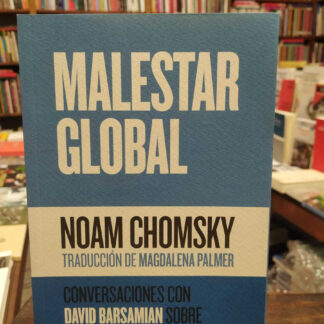 MALESTAR
GLOBAL
NOAM CHOMSKY
TRADUCCIÓN DE MAGDALENA PALMER
CONVERSACIONES CON
DAVID BARSAMIAN SOBRE